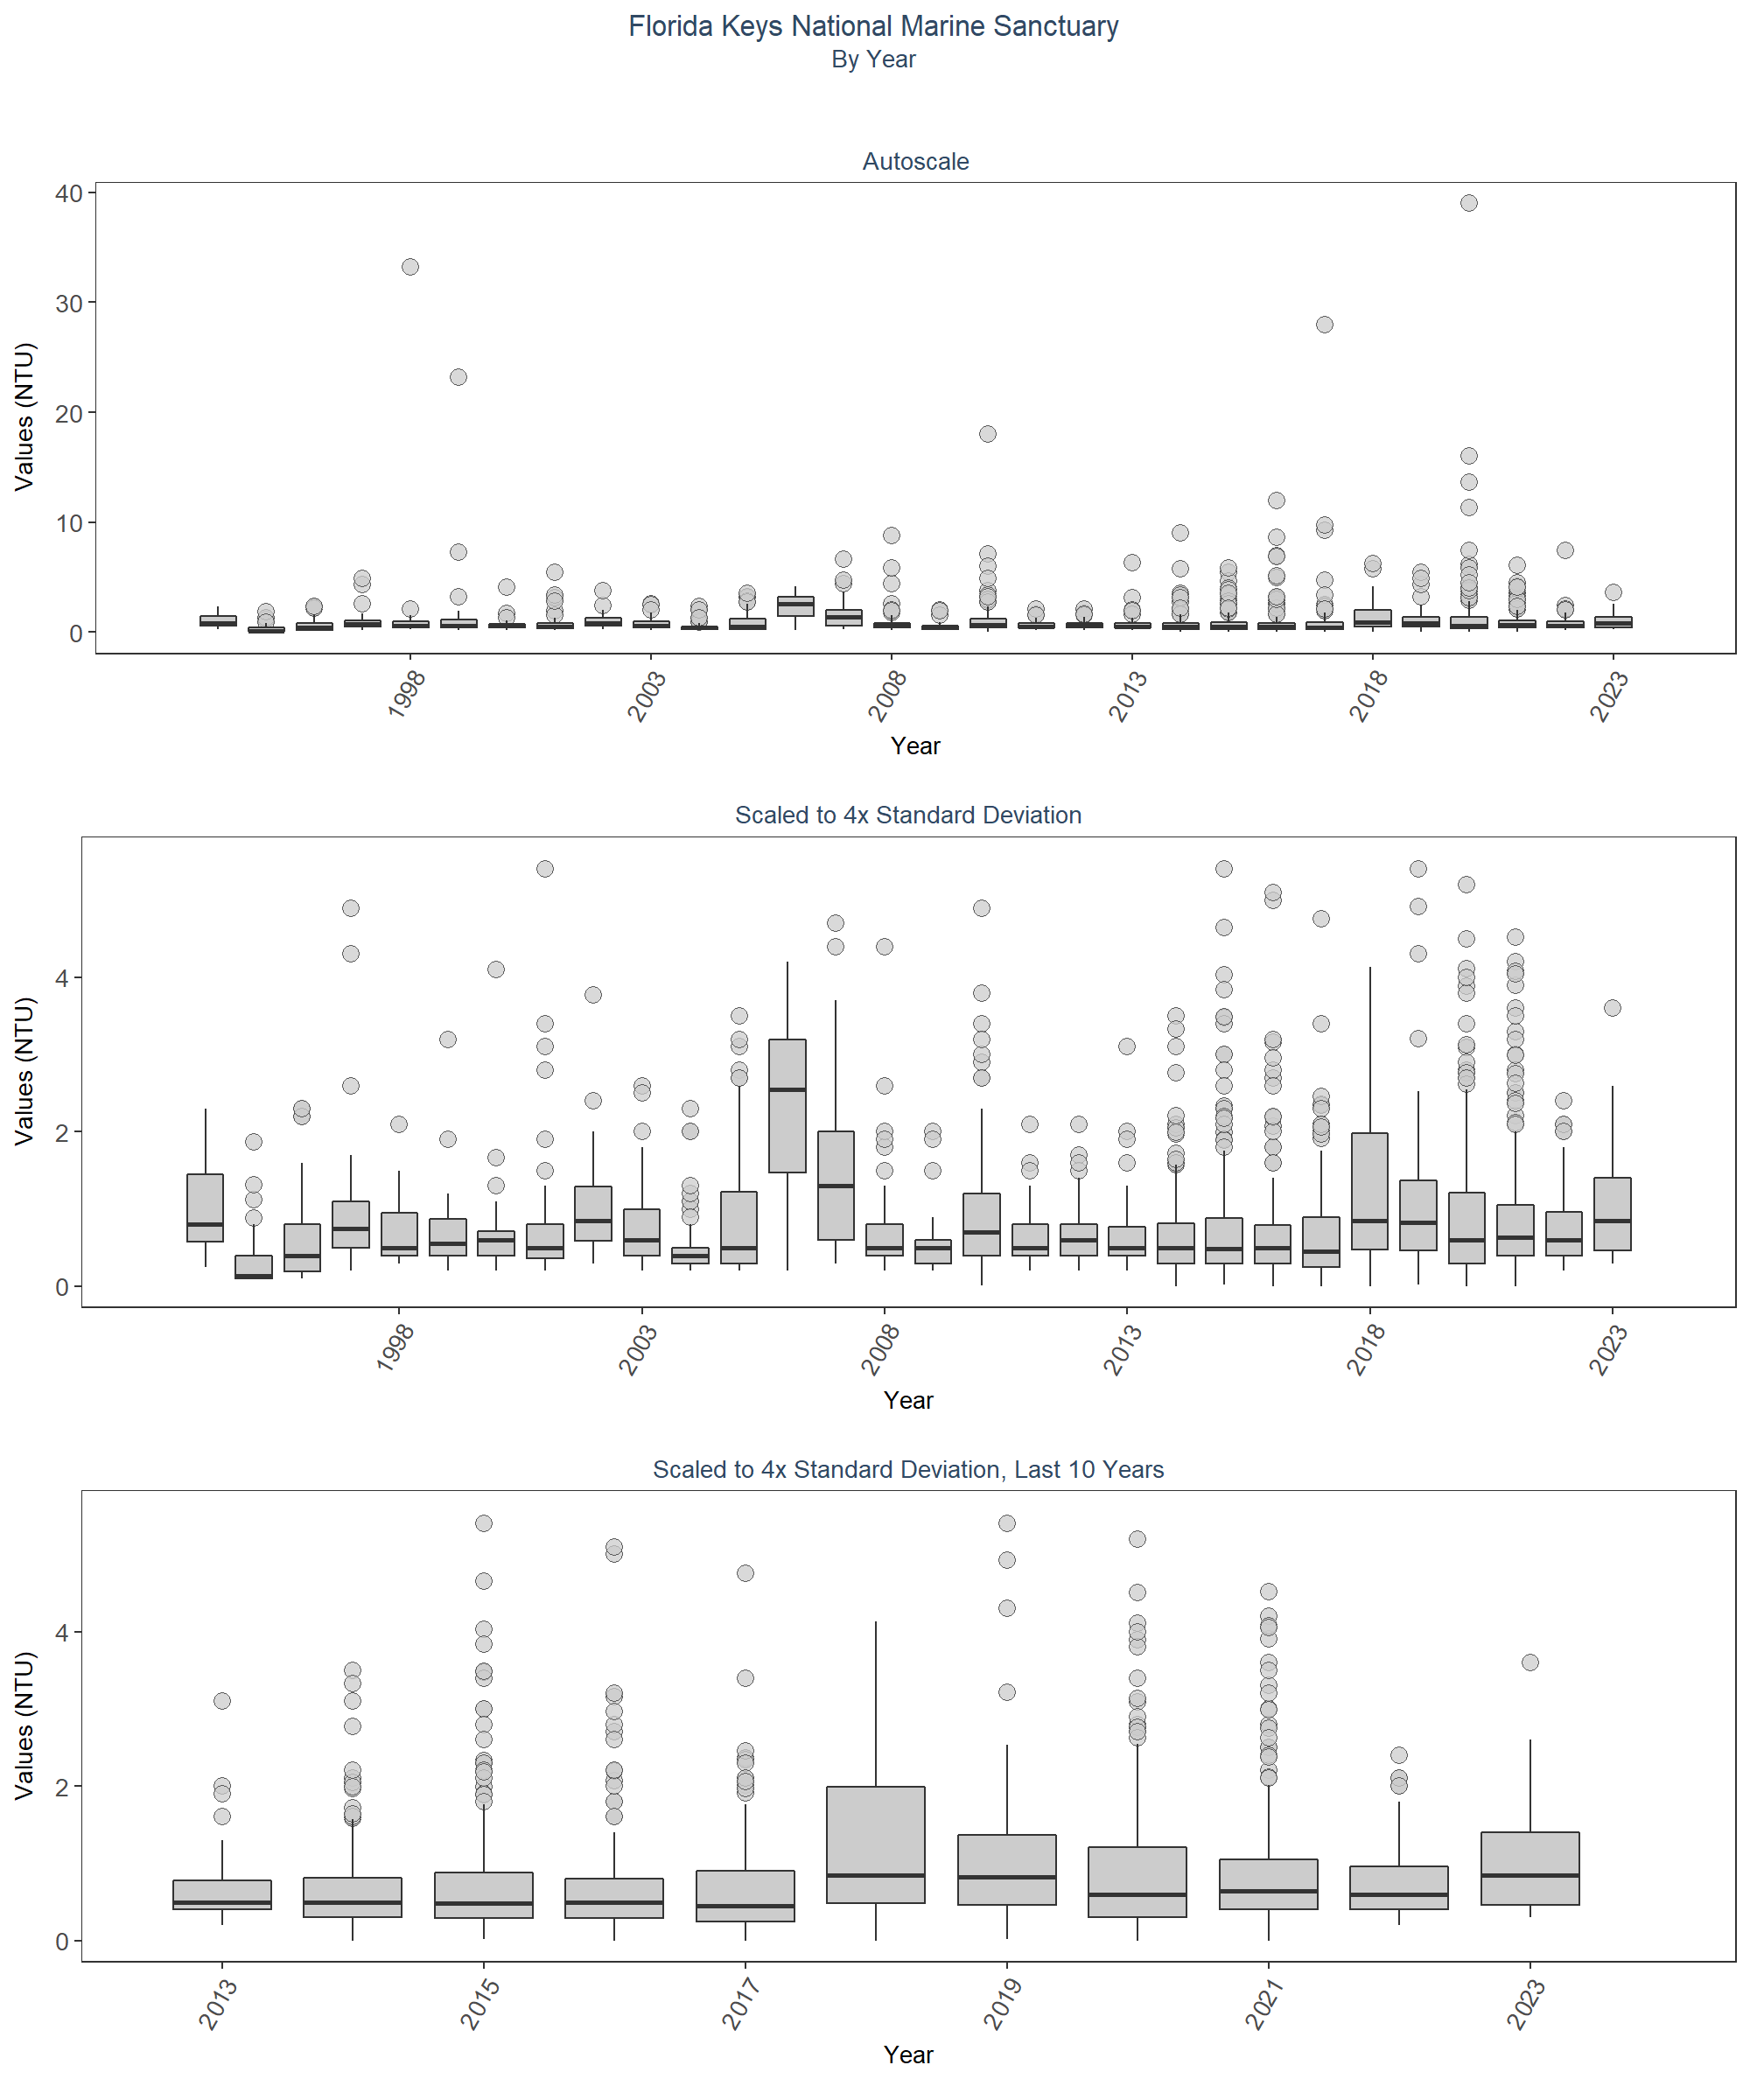 Florida Keys National Marine Sanctuary
By Year
Autoscale
Values (NTU)
40
30
20
10
0
1998
2003
2008
2013
2018
2023
Year
Scaled to 4x Standard Deviation
Values (NTU)
4
2
0
1998
2003
2008
2013
2018
2023
Year
Scaled to 4x Standard Deviation, Last 10 Years
Values (NTU)
4
2
0
2013
2015
2017
2019
2021
2023
Year